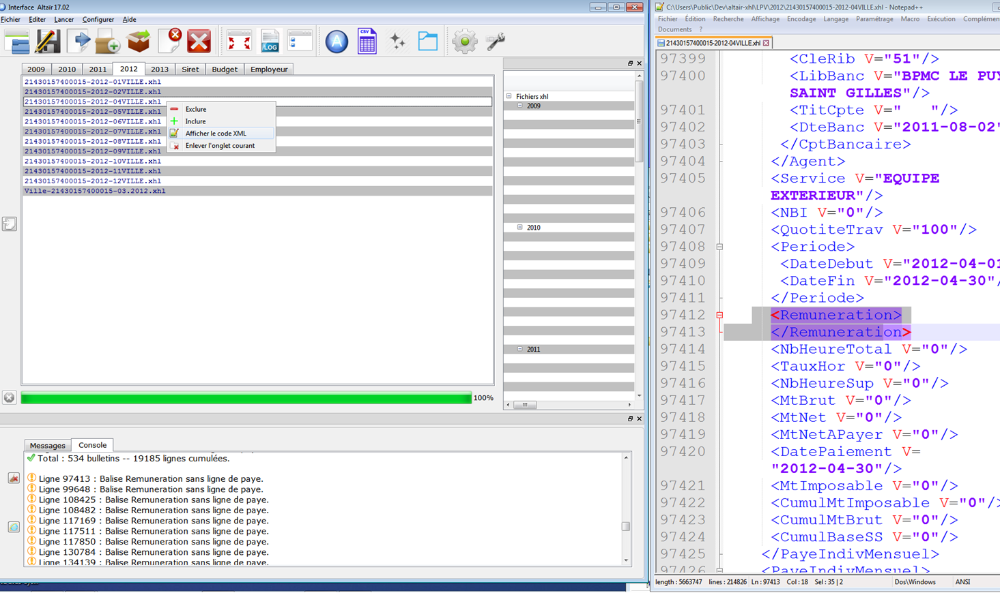 Interface Altaïr 17.02
Fichier Editer Lancer Configurer Aide
LOG
A
CSV
2009 2010 2011 2012 2013 Siret Budget Employeur
21430157400015-2012-01VILLE.xhl
21430157400015-2012-02VILLE.xhl
21430157400015-2012-04VILLE.xhl
21430157400015-2012-05VILLE.xhl
21430157400015-2012-06VILLE.xhl
21430157400015-2012-07VILLE.xhl
21430157400015-2012-08VILLE.xhl
21430157400015-2012-09VILLE.xhl
21430157400015-2012-10VILLE.xhl
21430157400015-2012-11VILLE.xhl
21430157400015-2012-12VILLE.xhl
Ville-21430157400015-03.2012.xhl
Exclure
Inclure
Afficher le code XML
Enlever l'onglet courant
Fichiers xhl
2009
2010
2011
100%
Messages Console
Total : 534 bulletins -- 19185 lignes cumulées.
Ligne 97413 : Balise Remuneration sans ligne de paye.
Ligne 99648 : Balise Remuneration sans ligne de paye.
Ligne 108425 : Balise Remuneration sans ligne de paye.
Ligne 108482 : Balise Remuneration sans ligne de paye.
Ligne 117169 : Balise Remuneration sans ligne de paye.
Ligne 117511 : Balise Remuneration sans ligne de paye.
Ligne 117850 : Balise Remuneration sans ligne de paye.
Ligne 130784 : Balise Remuneration sans ligne de paye.
Ligne 134139 : Balise Remuneration sans ligne de paye.
C:\Users\Public\Dev\altair-xhl\LPV\2012\21430157400015-2012-04VILLE.xhl - Notepad++
Fichier Édition Recherche Affichage Encodage Langage Paramétrage Macro Exécution Complémen
Documents ?
21430157400015-2012-04VILLE.xhl
97399 <CleRib V="51"/>
97400 <LibBanc V="BPMC LE PUY
SAINT GILLES"/>
97401 <TitCpte V=" "/>
97402 <DteBanc V="2011-08-02"
97403 </CptBancaire>
97404 </Agent>
97405 <Service V="EQUIPE
EXTERIEUR"/>
97406 <NBI V="0"/>
97407 <QuotiteTrav V="100"/>
97408 <Periode>
97409 <DateDebut V="2012-04-01
97410 <DateFin V="2012-04-30"/
97411 </Periode>
97412 <Remuneration>
97413 </Remuneration>
97414 <NbHeureTotal V="0"/>
97415 <TauxHor V="0"/>
97416 <NbHeureSup V="0"/>
97417 <MtBrut V="0"/>
97418 <MtNet V="0"/>
97419 <MtNetAPayer V="0"/>
97420 <DatePaiement V=
"2012-04-30"/>
97421 <MtImposable V="0"/>
97422 <CumulMtImposable V="0"/>
97423 <CumulMtBrut V="0"/>
97424 <CumulBaseSS V="0"/>
97425 </PayeIndivMensuel>
97426 <PayeIndivMensuel>
length : 5663747 lines : 214826 Ln : 97413 Col : 18 Sel : 35 | 2 Dos\Windows ANSI